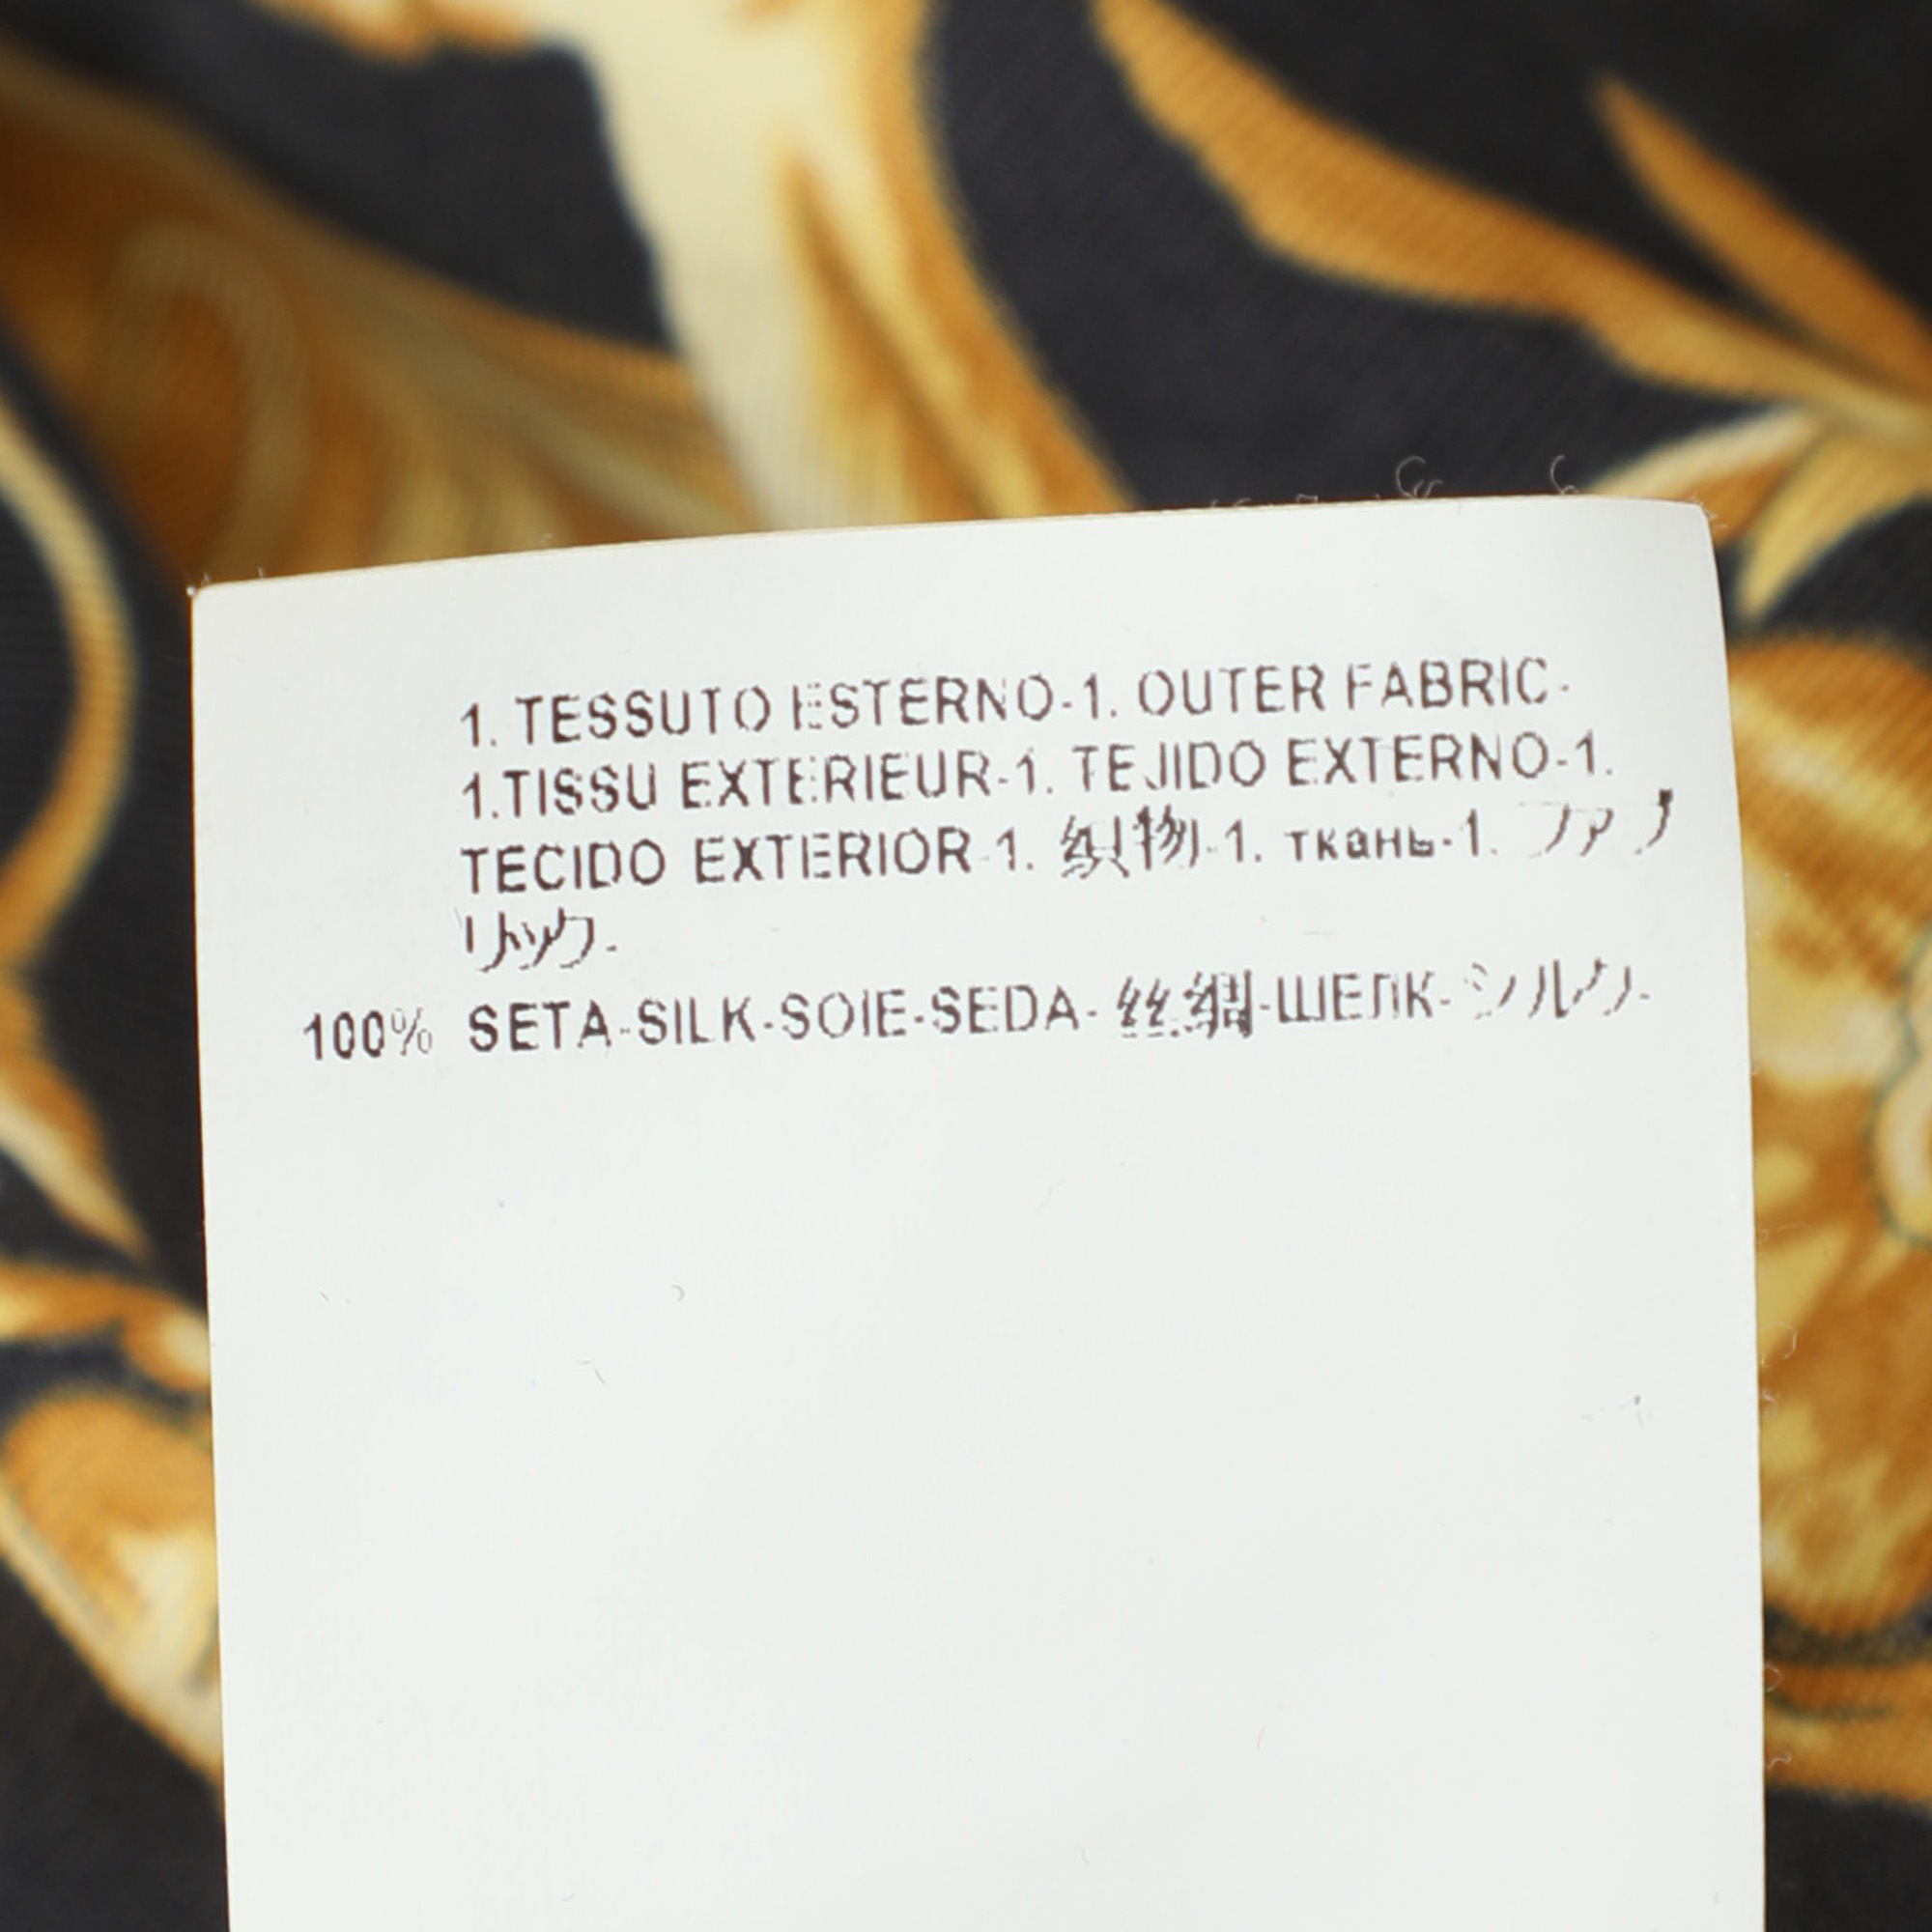 1. TESSUTO ESTERNO-1. OUTER FABRIC-
1.TISSU EXTERIEUR-1. TEJIDO EXTERNO-1.
TECIDO EXTERIOR-1. 织物-1. ткань-1. ファブ
リック-
100% SETA-SILK-SOIE-SEDA-丝绸-ШЕЛК-シルク-